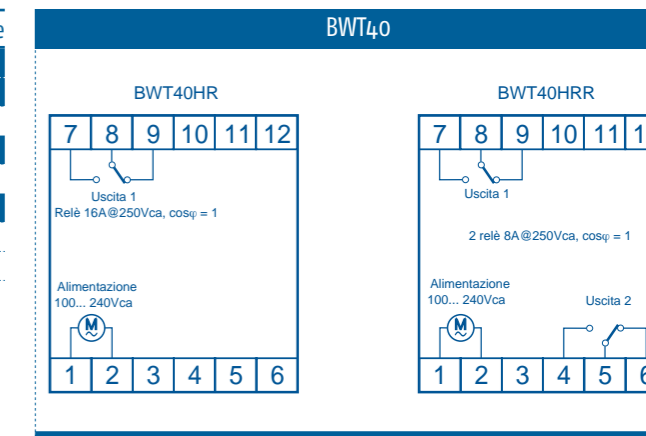 e
BWT40
BWT40HR
7 8 9 10 11 12
Uscita 1
Relè 16A@250Vca, cosφ = 1
Alimentazione
100... 240Vca
M
1 2 3 4 5 6
BWT40HRR
7 8 9 10 11
Uscita 1
2 relè 8A@250Vca, cosφ = 1
Alimentazione
100... 240Vca
Uscita 2
M
1 2 3 4 5 6